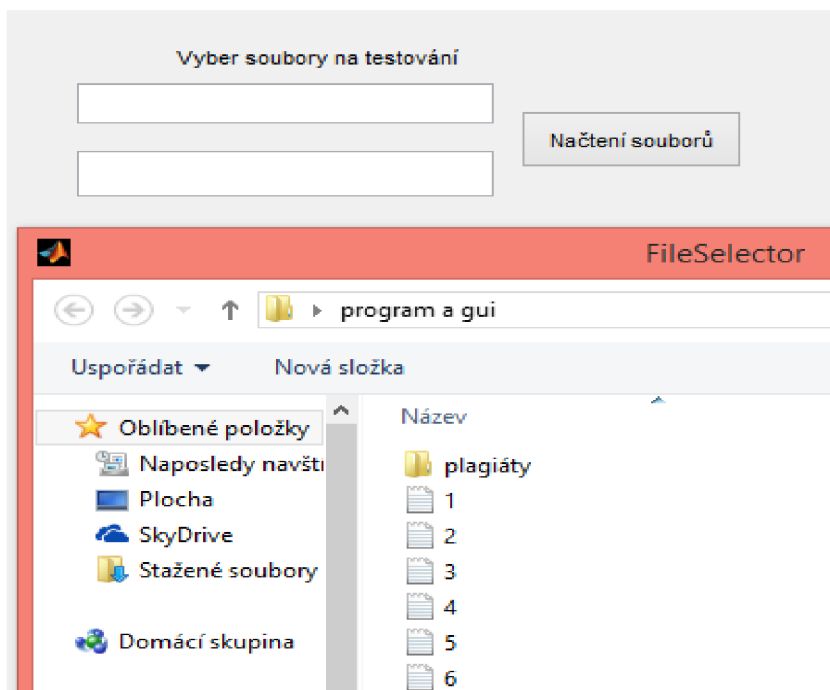 Vyber soubory na testování
Načtení souborů
FileSelector
program a gui
Uspořádat
Nová složka
Oblíbené položky
Naposledy navšti
Plocha
SkyDrive
Stažené soubory
Domácí skupina
Název
plagiáty
1
2
3
4
5
6